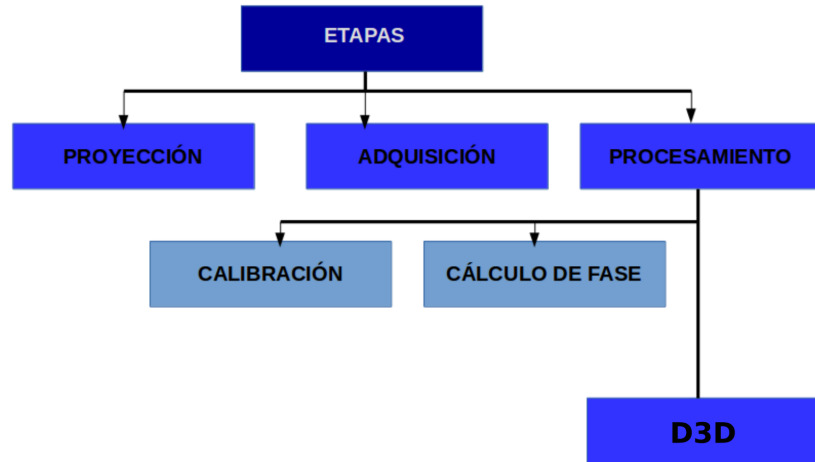 ETAPAS
PROYECCIÓN
ADQUISICIÓN
PROCESAMIENTO
CALIBRACIÓN
CÁLCULO DE FASE
D3D